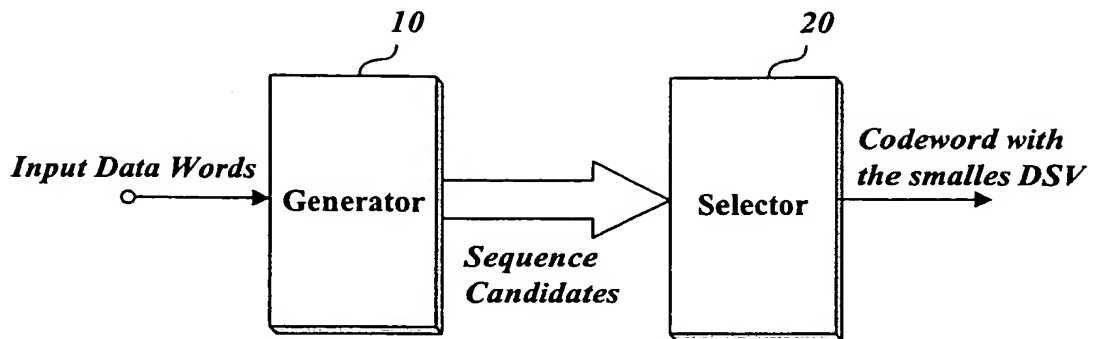 10
20
Input Data Words
Generator
Sequence
Candidates
Selector
Codeword with
the smalles DSV